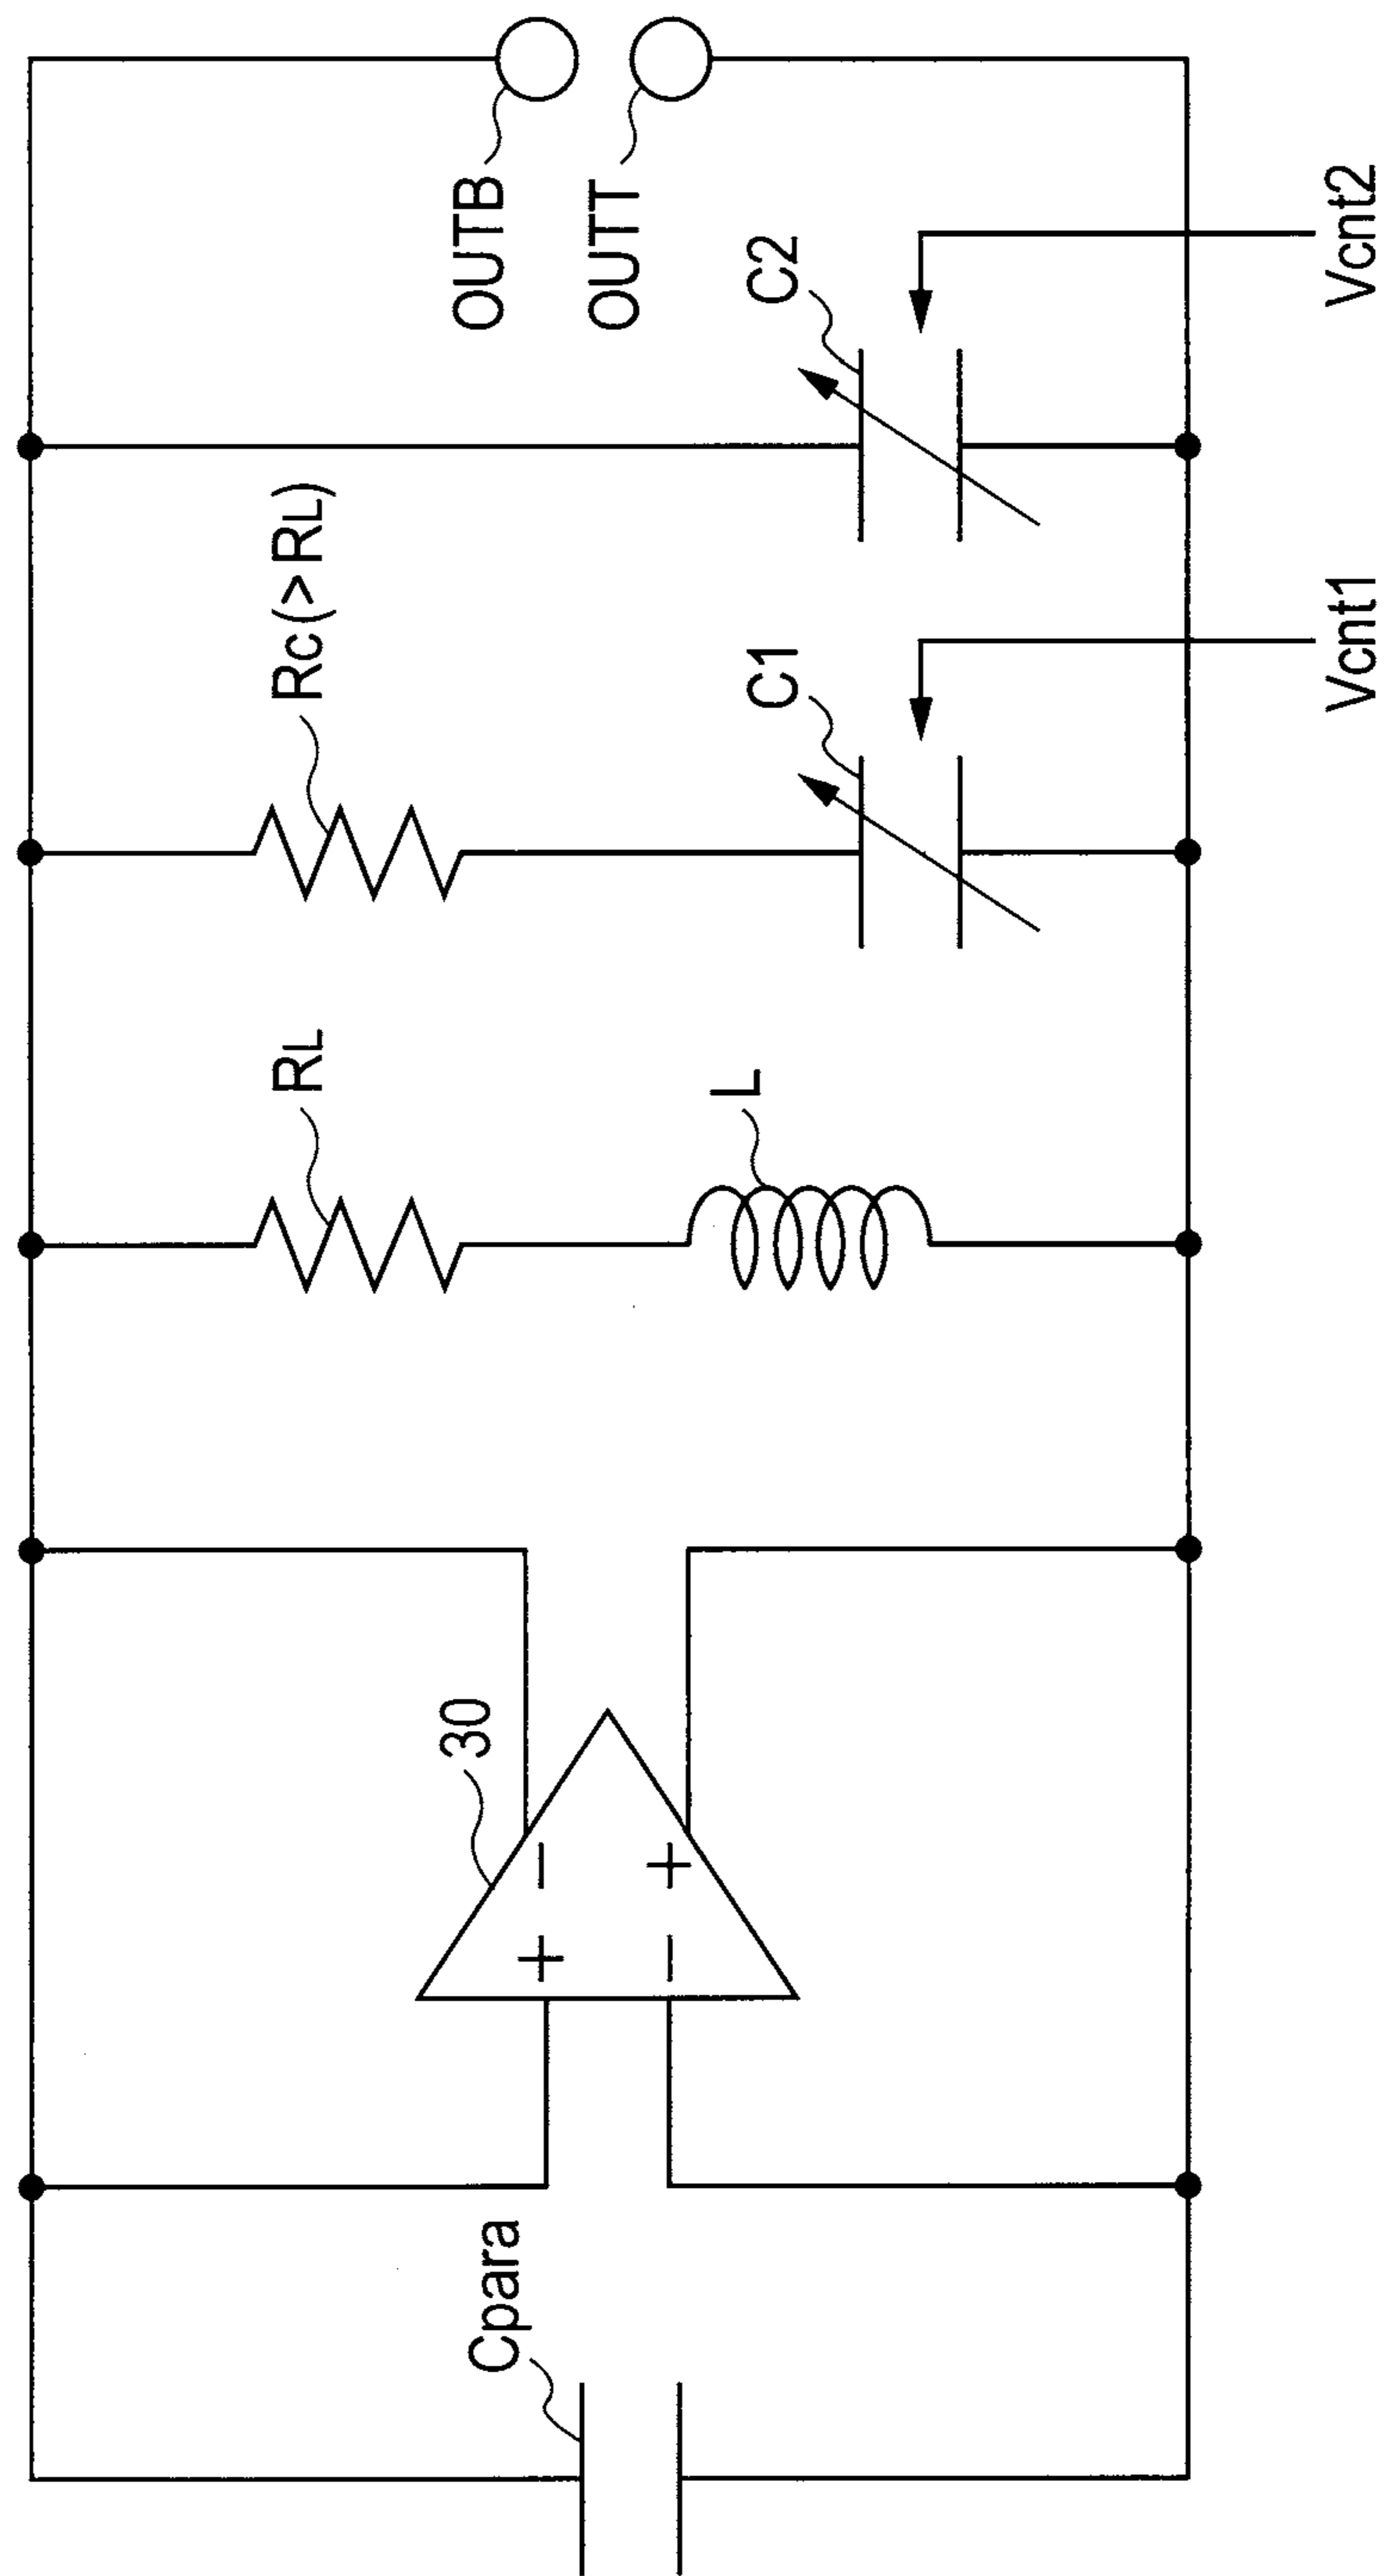 Cpara
30
+
−
−
+
RL
L
Rc (>RL)
C1
Vcnt1
C2
Vcnt2
OUTB
OUTT